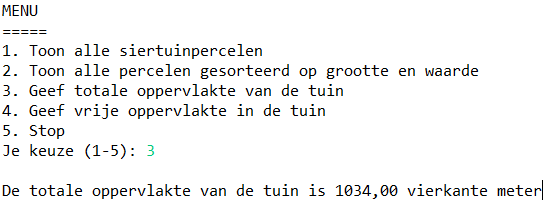 MENU
=====
1. Toon alle siertuinpercelen
2. Toon alle percelen gesorteerd op grootte en waarde
3. Geef totale oppervlakte van de tuin
4. Geef vrije oppervlakte in de tuin
5. Stop
Je keuze (1-5): 3
De totale oppervlakte van de tuin is 1034,00 vierkante meter